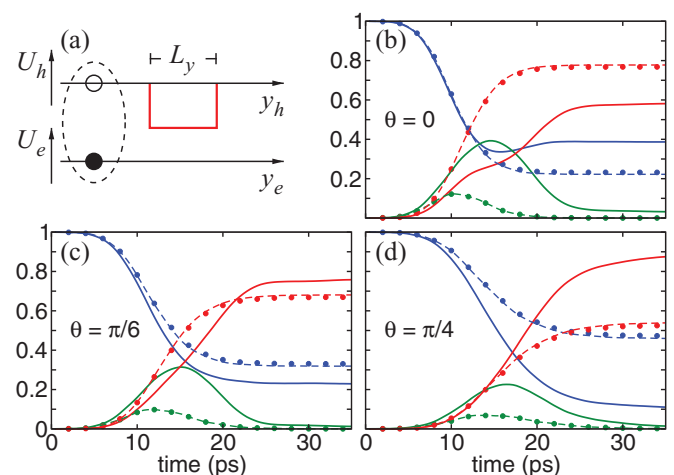 (a)
U_h
L_y
y_h
U_e
y_e
1
0.8
0.6
0.4
0.2
(b)
θ = 0
1
0.8
0.6
0.4
0.2
0
(c)
θ = π/6
0 10 20 30
time (ps)
(d)
θ = π/4
0 10 20 30
time (ps)